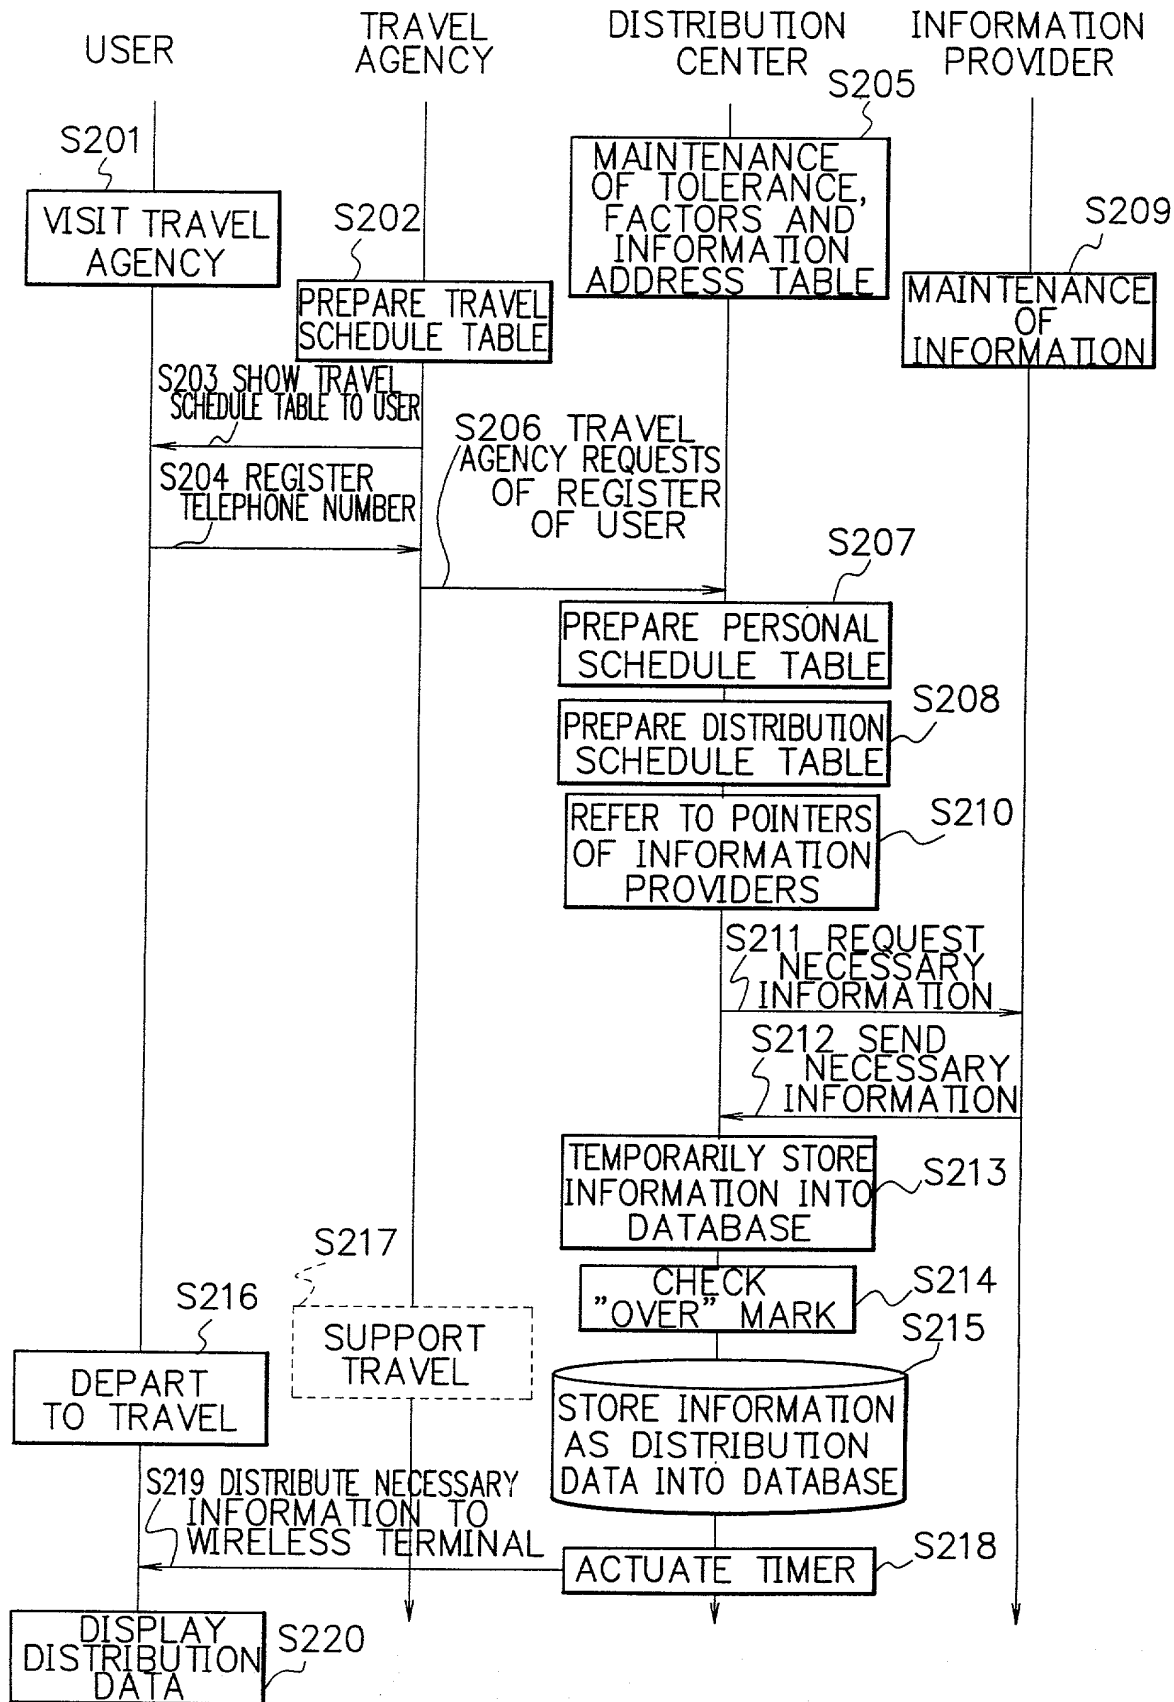 USER
TRAVEL
AGENCY
DISTRIBUTION
CENTER
INFORMATION
PROVIDER
S205
S201
MAINTENANCE
OF TOLERANCE,
FACTORS AND
INFORMATION
ADDRESS TABLE
VISIT TRAVEL
AGENCY
S202
S209
PREPARE TRAVEL
SCHEDULE TABLE
MAINTENANCE
OF
INFORMATION
S203 SHOW TRAVEL
SCHEDULE TABLE TO USER
S206 TRAVEL
AGENCY REQUESTS
OF REGISTER
OF USER
S204 REGISTER
TELEPHONE NUMBER
S207
PREPARE PERSONAL
SCHEDULE TABLE
S208
PREPARE DISTRIBUTION
SCHEDULE TABLE
S210
REFER TO POINTERS
OF INFORMATION
PROVIDERS
S211 REQUEST
NECESSARY
INFORMATION
S212 SEND
NECESSARY
INFORMATION
TEMPORARILY STORE
INFORMATION INTO
DATABASE
S213
S217
CHECK
"OVER" MARK
S214
S216
SUPPORT
TRAVEL
S215
DEPART
TO TRAVEL
STORE INFORMATION
AS DISTRIBUTION
DATA INTO DATABASE
S219 DISTRIBUTE NECESSARY
INFORMATION TO
WIRELESS TERMINAL
ACTUATE TIMER
S218
DISPLAY
DISTRIBUTION
DATA
S220